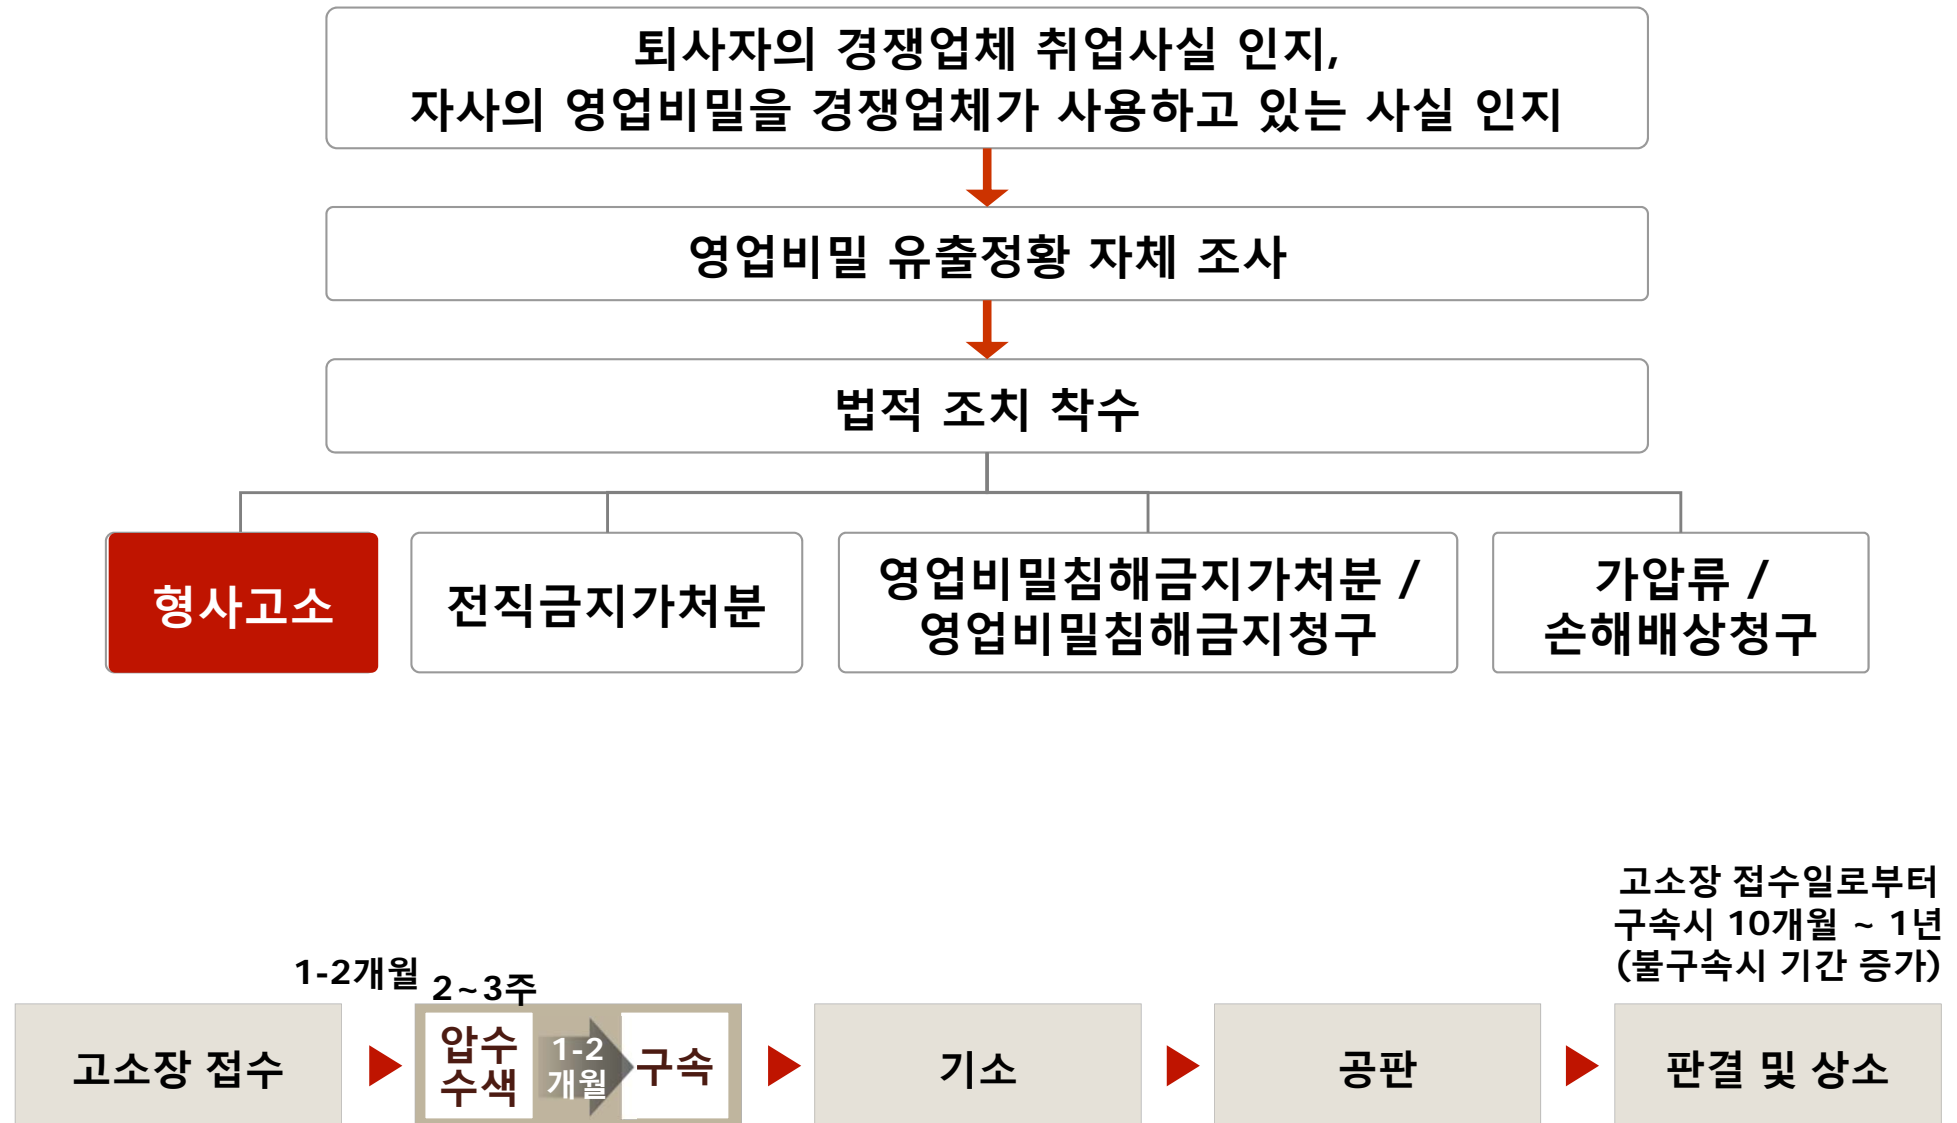 퇴사자의 경쟁업체 취업사실 인지,
자사의 영업비밀을 경쟁업체가 사용하고 있는 사실 인지
영업비밀 유출정황 자체 조사
법적 조치 착수
형사고소
전직금지가처분
영업비밀침해금지가처분 /
영업비밀침해금지청구
가압류 /
손해배상청구
고소장 접수일로부터
구속시 10개월 ~ 1년
(불구속시 기간 증가)
1-2개월
2~3주
고소장 접수
압수
수색
1-2
개월
구속
기소
공판
판결 및 상소